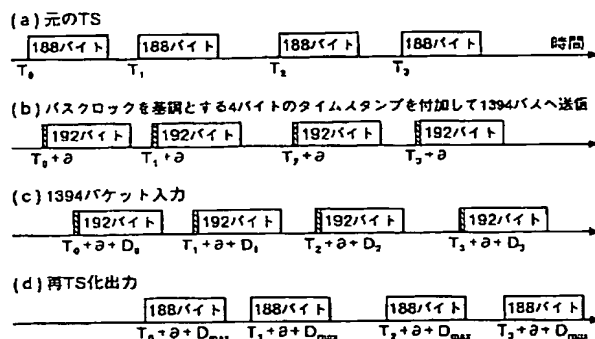 (a)元のTS
188バイト 188バイト 188バイト 188バイト 時間
T₀ T₁ T₂ T₃
(b)バスクロックを基調とする4バイトのタイムスタンプを付加して1394バスへ送信
192バイト 192バイト 192バイト 192バイト
T₀+∂ T₁+∂ T₂+∂ T₃+∂
(c)1394パケット入力
192バイト 192バイト 192バイト 192バイト
T₀+∂+D₀ T₁+∂+D₁ T₂+∂+D₂ T₃+∂+D₃
(d)再TS化出力
188バイト 188バイト 188バイト 188バイト
T₀+∂+Dmax T₁+∂+Dmax T₂+∂+Dmax T₃+∂+Dmax